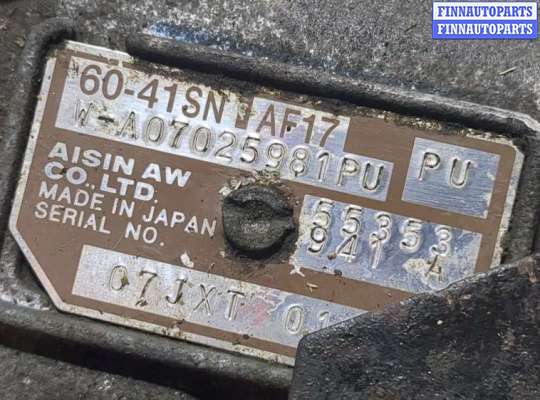 FINNAUTOPARTS
FINNAUTOPARTS
60-41SN AF17
W-A07025981PU PU
AISIN AW
CO.,LTD.
MADE IN JAPAN
SERIAL NO.
55353
941 A
07JXT 01